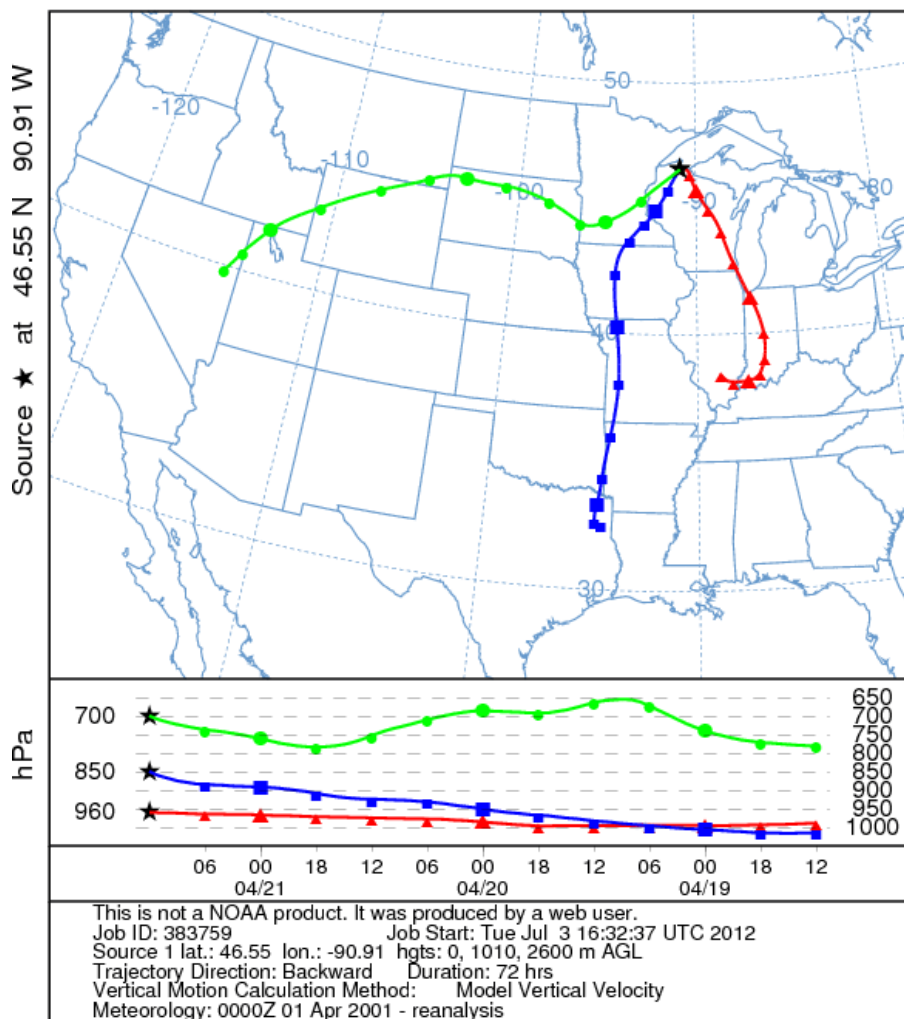 Source ★ at 46.55 N 90.91 W
50
-120
-110
-100
-90
-80
40
30
hPa
700
850
960
650
700
750
800
850
900
950
1000
06 00 18 12 06 00 18 12 06 00 18 12
04/21 04/20 04/19
This is not a NOAA product. It was produced by a web user.
Job ID: 383759 Job Start: Tue Jul 3 16:32:37 UTC 2012
Source 1 lat.: 46.55 lon.: -90.91 hgts: 0, 1010, 2600 m AGL
Trajectory Direction: Backward Duration: 72 hrs
Vertical Motion Calculation Method: Model Vertical Velocity
Meteorology: 0000Z 01 Apr 2001 - reanalysis